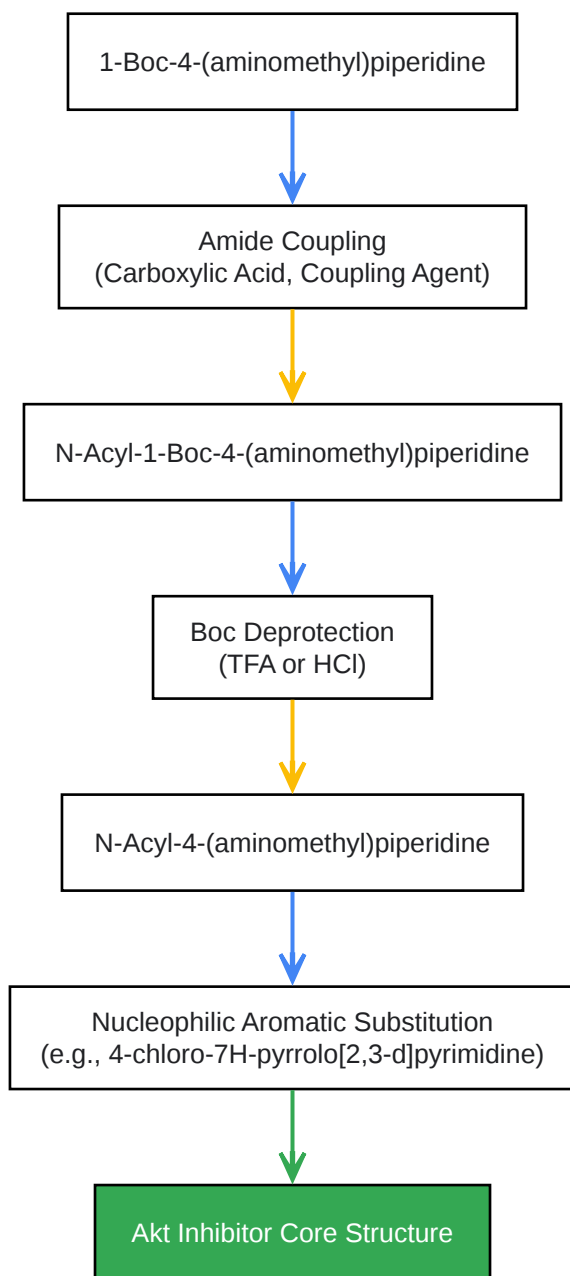 1-Boc-4-(aminomethyl)piperidine
Amide Coupling
(Carboxylic Acid, Coupling Agent)
N-Acyl-1-Boc-4-(aminomethyl)piperidine
Boc Deprotection
(TFA or HCl)
N-Acyl-4-(aminomethyl)piperidine
Nucleophilic Aromatic Substitution
(e.g., 4-chloro-7H-pyrrolo[2,3-d]pyrimidine)
Akt Inhibitor Core Structure